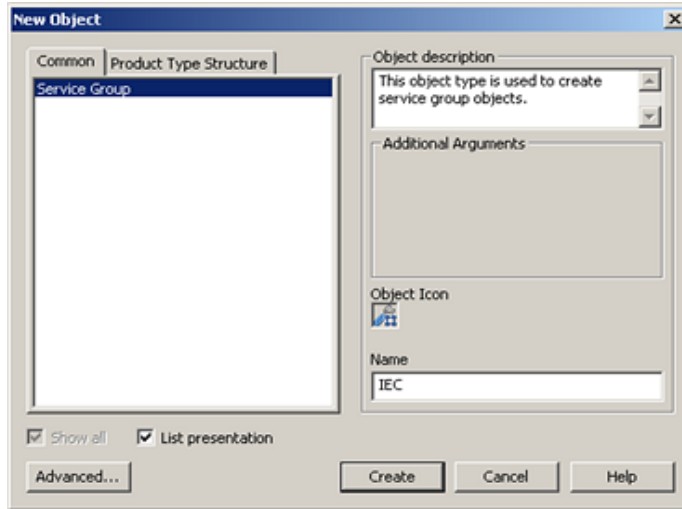 New Object
Common
Product Type Structure
Service Group
Object description
This object type is used to create
service group objects.
Additional Arguments
Object Icon
Name
IEC
Show all
List presentation
Advanced...
Create
Cancel
Help